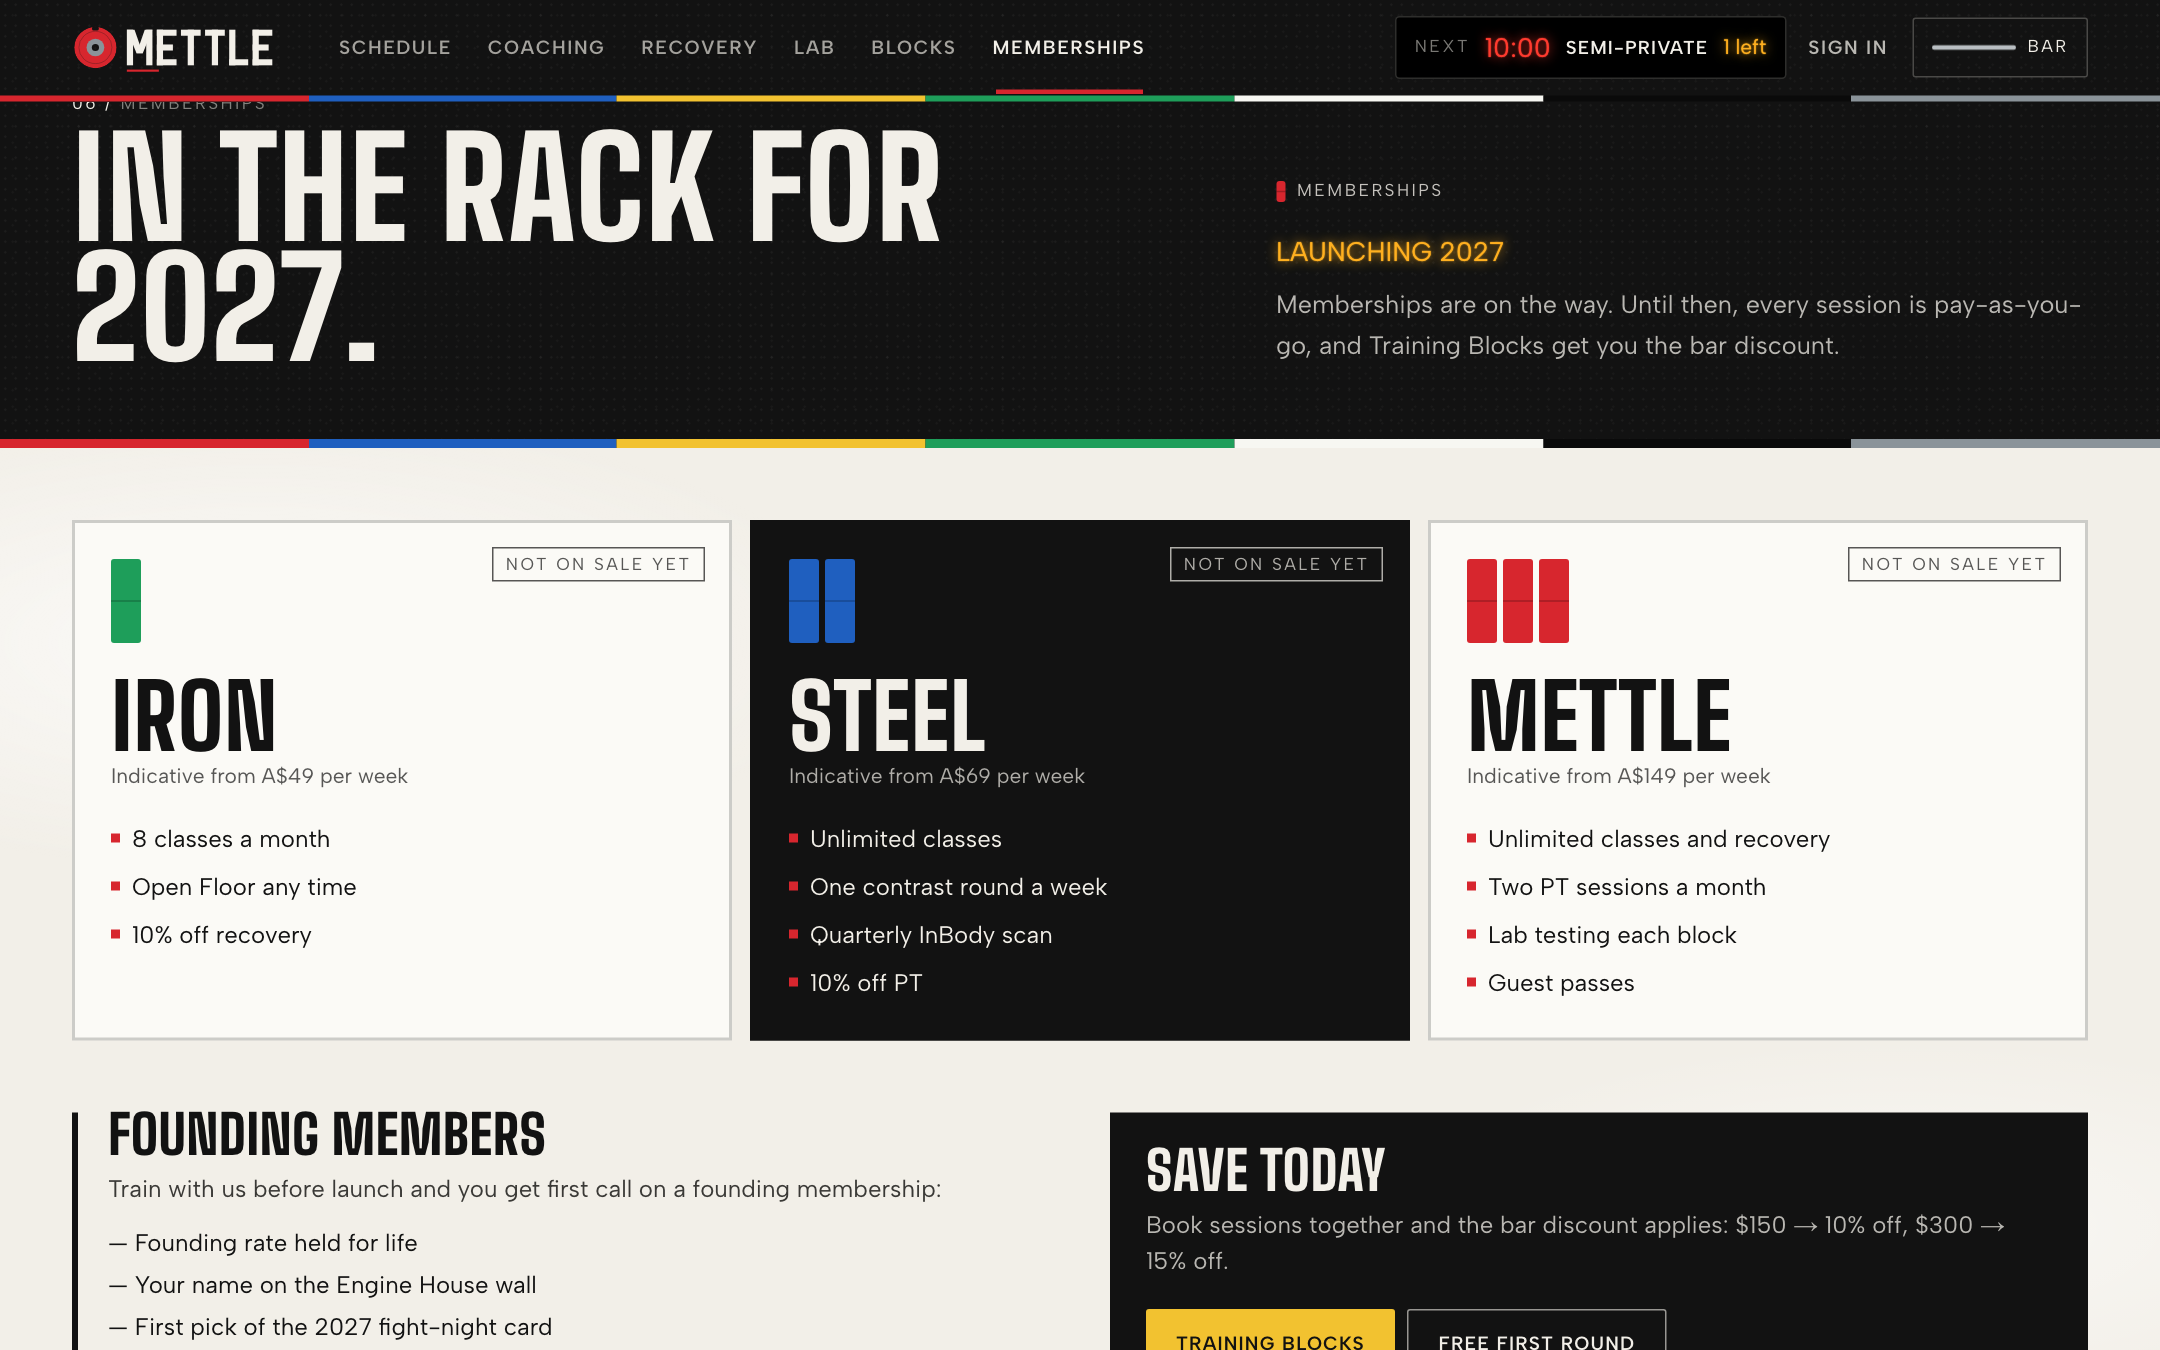 METTLE
SCHEDULE
COACHING
RECOVERY
LAB
BLOCKS
MEMBERSHIPS
NEXT 10:00 SEMI-PRIVATE 1 left
SIGN IN
BAR
06 / MEMBERSHIPS
IN THE RACK FOR
2027.
MEMBERSHIPS
LAUNCHING 2027
Memberships are on the way. Until then, every session is pay-as-you-
go, and Training Blocks get you the bar discount.
NOT ON SALE YET
IRON
Indicative from A$49 per week
8 classes a month
Open Floor any time
10% off recovery
NOT ON SALE YET
STEEL
Indicative from A$69 per week
Unlimited classes
One contrast round a week
Quarterly InBody scan
10% off PT
NOT ON SALE YET
METTLE
Indicative from A$149 per week
Unlimited classes and recovery
Two PT sessions a month
Lab testing each block
Guest passes
FOUNDING MEMBERS
Train with us before launch and you get first call on a founding membership:
— Founding rate held for life
— Your name on the Engine House wall
— First pick of the 2027 fight-night card
SAVE TODAY
Book sessions together and the bar discount applies: $150 → 10% off, $300 →
15% off.
TRAINING BLOCKS
FREE FIRST ROUND